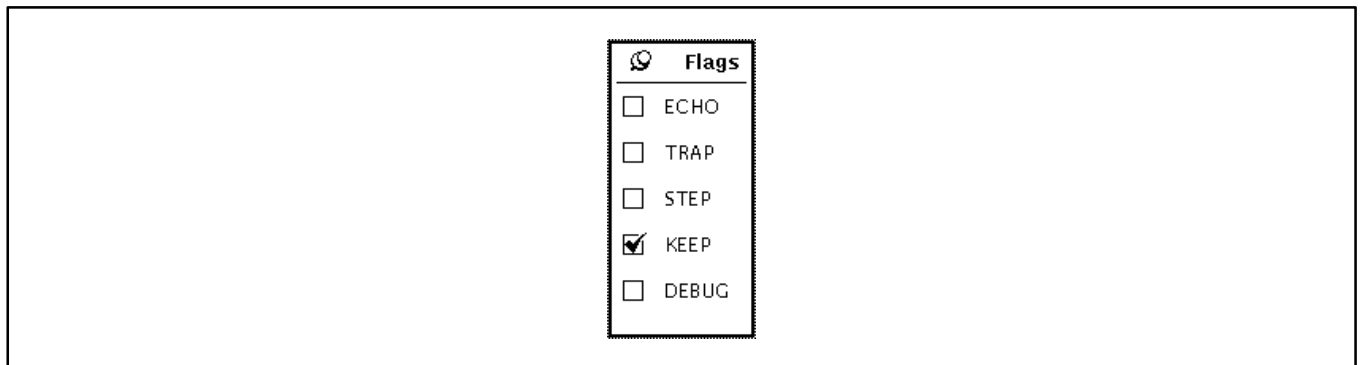 Flags
ECHO
TRAP
STEP
KEEP
DEBUG